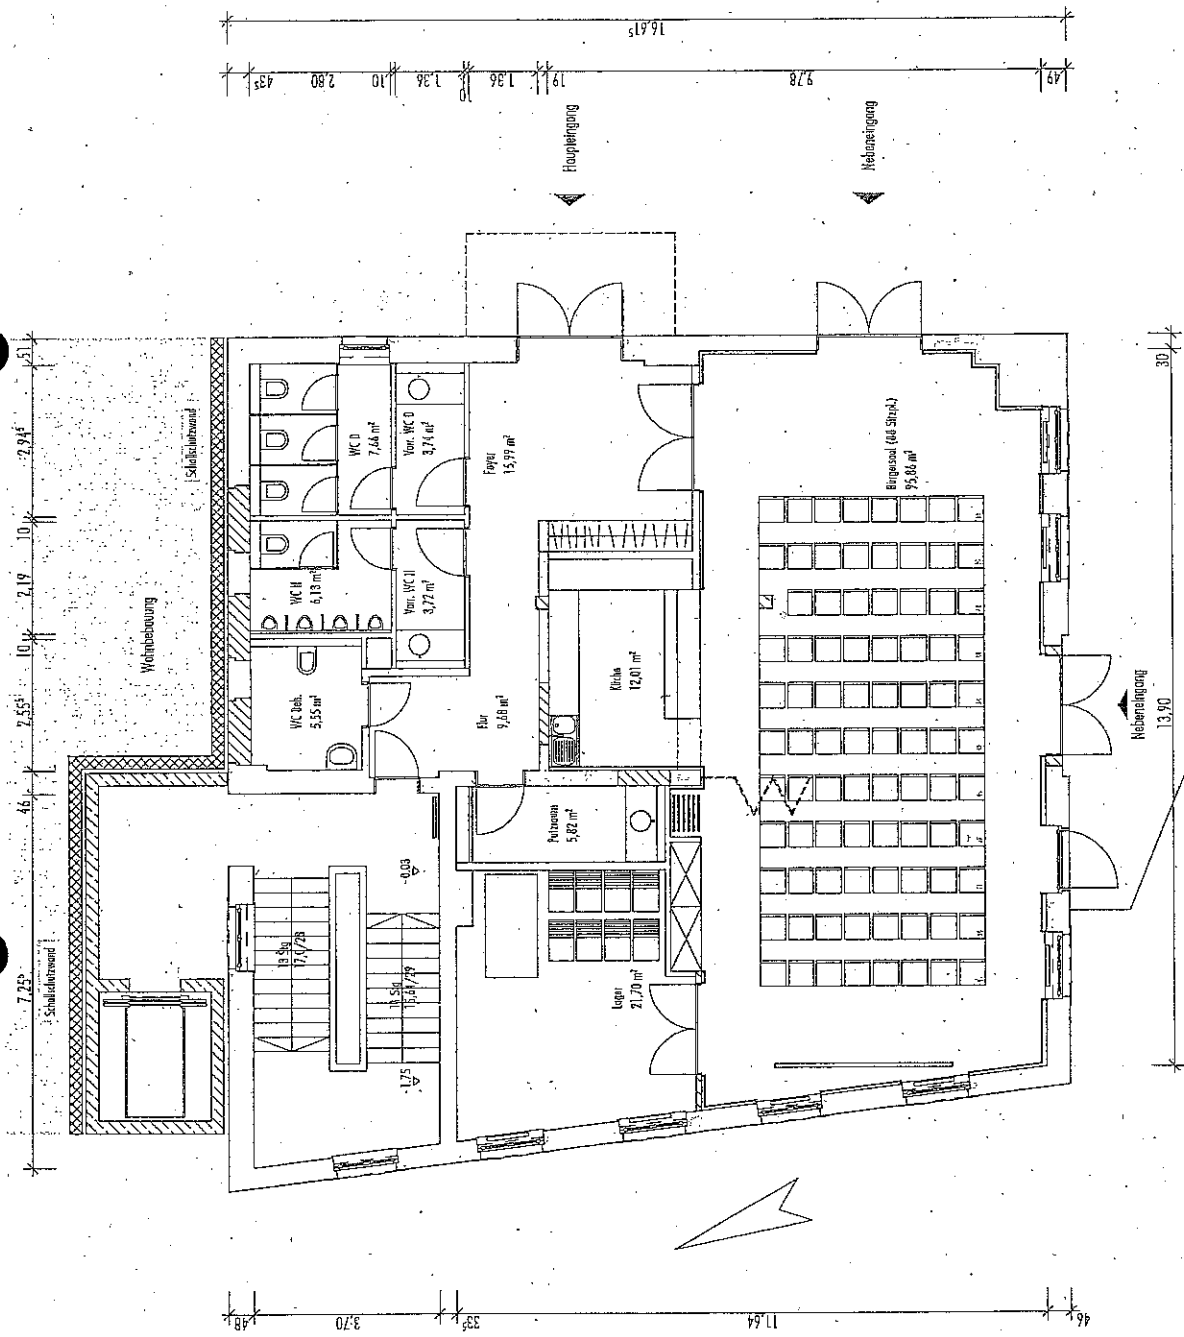 16,61⁵
43⁵
2,80
10
1,36
10
1,36
19
9,78
49
Haupteingang
Nebeneingang
51
2,94⁵
10
2,19
10
2,55⁵
46
7,25⁵
Schallschutzwand
Wohnbebauung
Schallschutzwand
WC D
7,66 m²
Vorr. WC D
3,74 m²
WC H
6,13 m²
Vorr. WC H
3,72 m²
WC Beh.
5,55 m²
Foyer
15,99 m²
Flur
9,68 m²
Küche
12,01 m²
Putzraum
5,82 m²
Lager
21,70 m²
Bürgersaal (88 Sitzpl.)
95,86 m²
13 Stg
-0.03
-1.75
Nebeneingang
30
13,90
48
3,70
33⁵
11,64
46